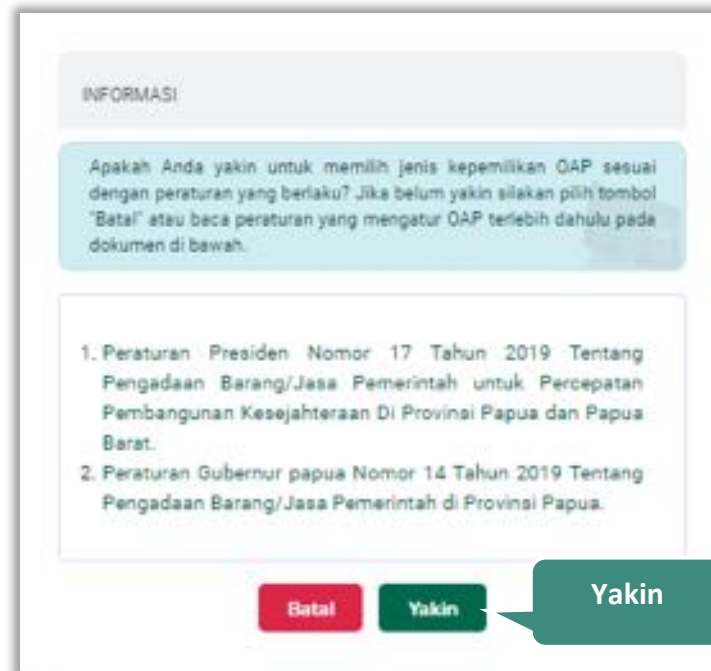 INFORMASI
Apakah Anda yakin untuk memilih jenis kepemilikan OAP sesuai
dengan peraturan yang berlaku? Jika belum yakin silakan pilih tombol
"Batal" atau baca peraturan yang mengatur OAP terlebih dahulu pada
dokumen di bawah.
1. Peraturan Presiden Nomor 17 Tahun 2019 Tentang
Pengadaan Barang/Jasa Pemerintah untuk Percepatan
Pembangunan Kesejahteraan Di Provinsi Papua dan Papua
Barat.
2. Peraturan Gubernur papua Nomor 14 Tahun 2019 Tentang
Pengadaan Barang/Jasa Pemerintah di Provinsi Papua.
Batal Yakin Yakin